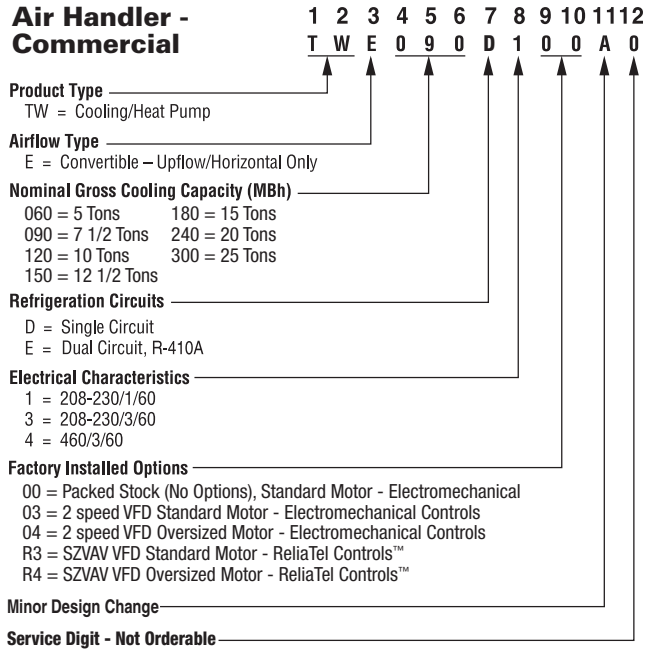 Air Handler - 1 2 3 4 5 6 7 8 9 10 11 12
Commercial T W E 0 9 0 D 1 0 0 A 0
Product Type
TW = Cooling/Heat Pump
Airflow Type
E = Convertible – Upflow/Horizontal Only
Nominal Gross Cooling Capacity (MBh)
060 = 5 Tons 180 = 15 Tons
090 = 7 1/2 Tons 240 = 20 Tons
120 = 10 Tons 300 = 25 Tons
150 = 12 1/2 Tons
Refrigeration Circuits
D = Single Circuit
E = Dual Circuit, R-410A
Electrical Characteristics
1 = 208-230/1/60
3 = 208-230/3/60
4 = 460/3/60
Factory Installed Options
00 = Packed Stock (No Options), Standard Motor - Electromechanical
03 = 2 speed VFD Standard Motor - Electromechanical Controls
04 = 2 speed VFD Oversized Motor - Electromechanical Controls
R3 = SZVAV VFD Standard Motor - ReliaTel Controls™
R4 = SZVAV VFD Oversized Motor - ReliaTel Controls™
Minor Design Change
Service Digit - Not Orderable